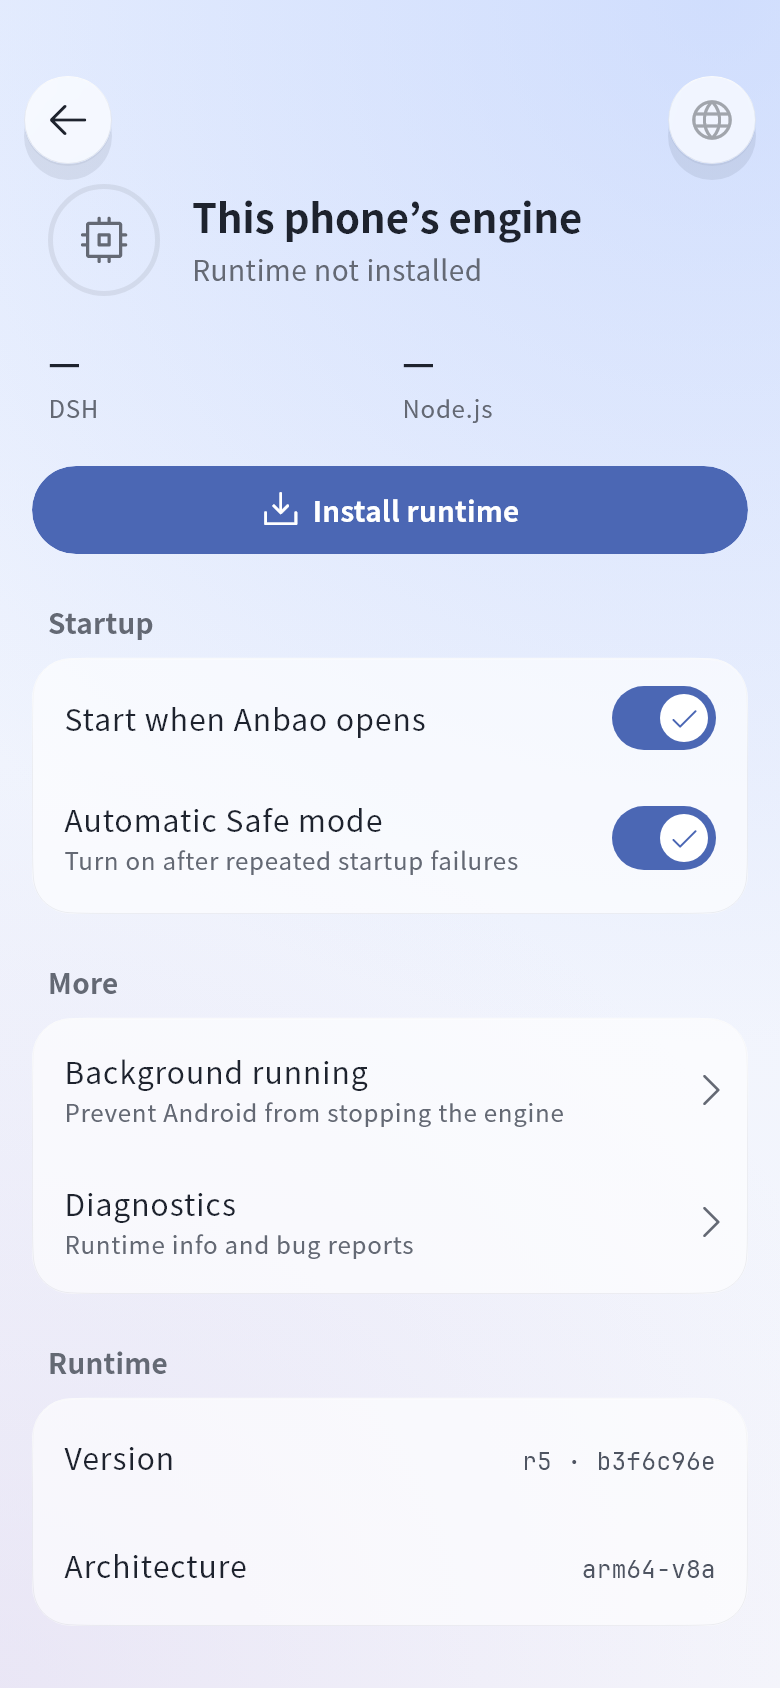 This phone’s engine
Runtime not installed
—
—
DSH
Node.js
Install runtime
Startup
Start when Anbao opens
Automatic Safe mode
Turn on after repeated startup failures
More
Background running
Prevent Android from stopping the engine
Diagnostics
Runtime info and bug reports
Runtime
Version
r5 · b3f6c96e
Architecture
arm64-v8a